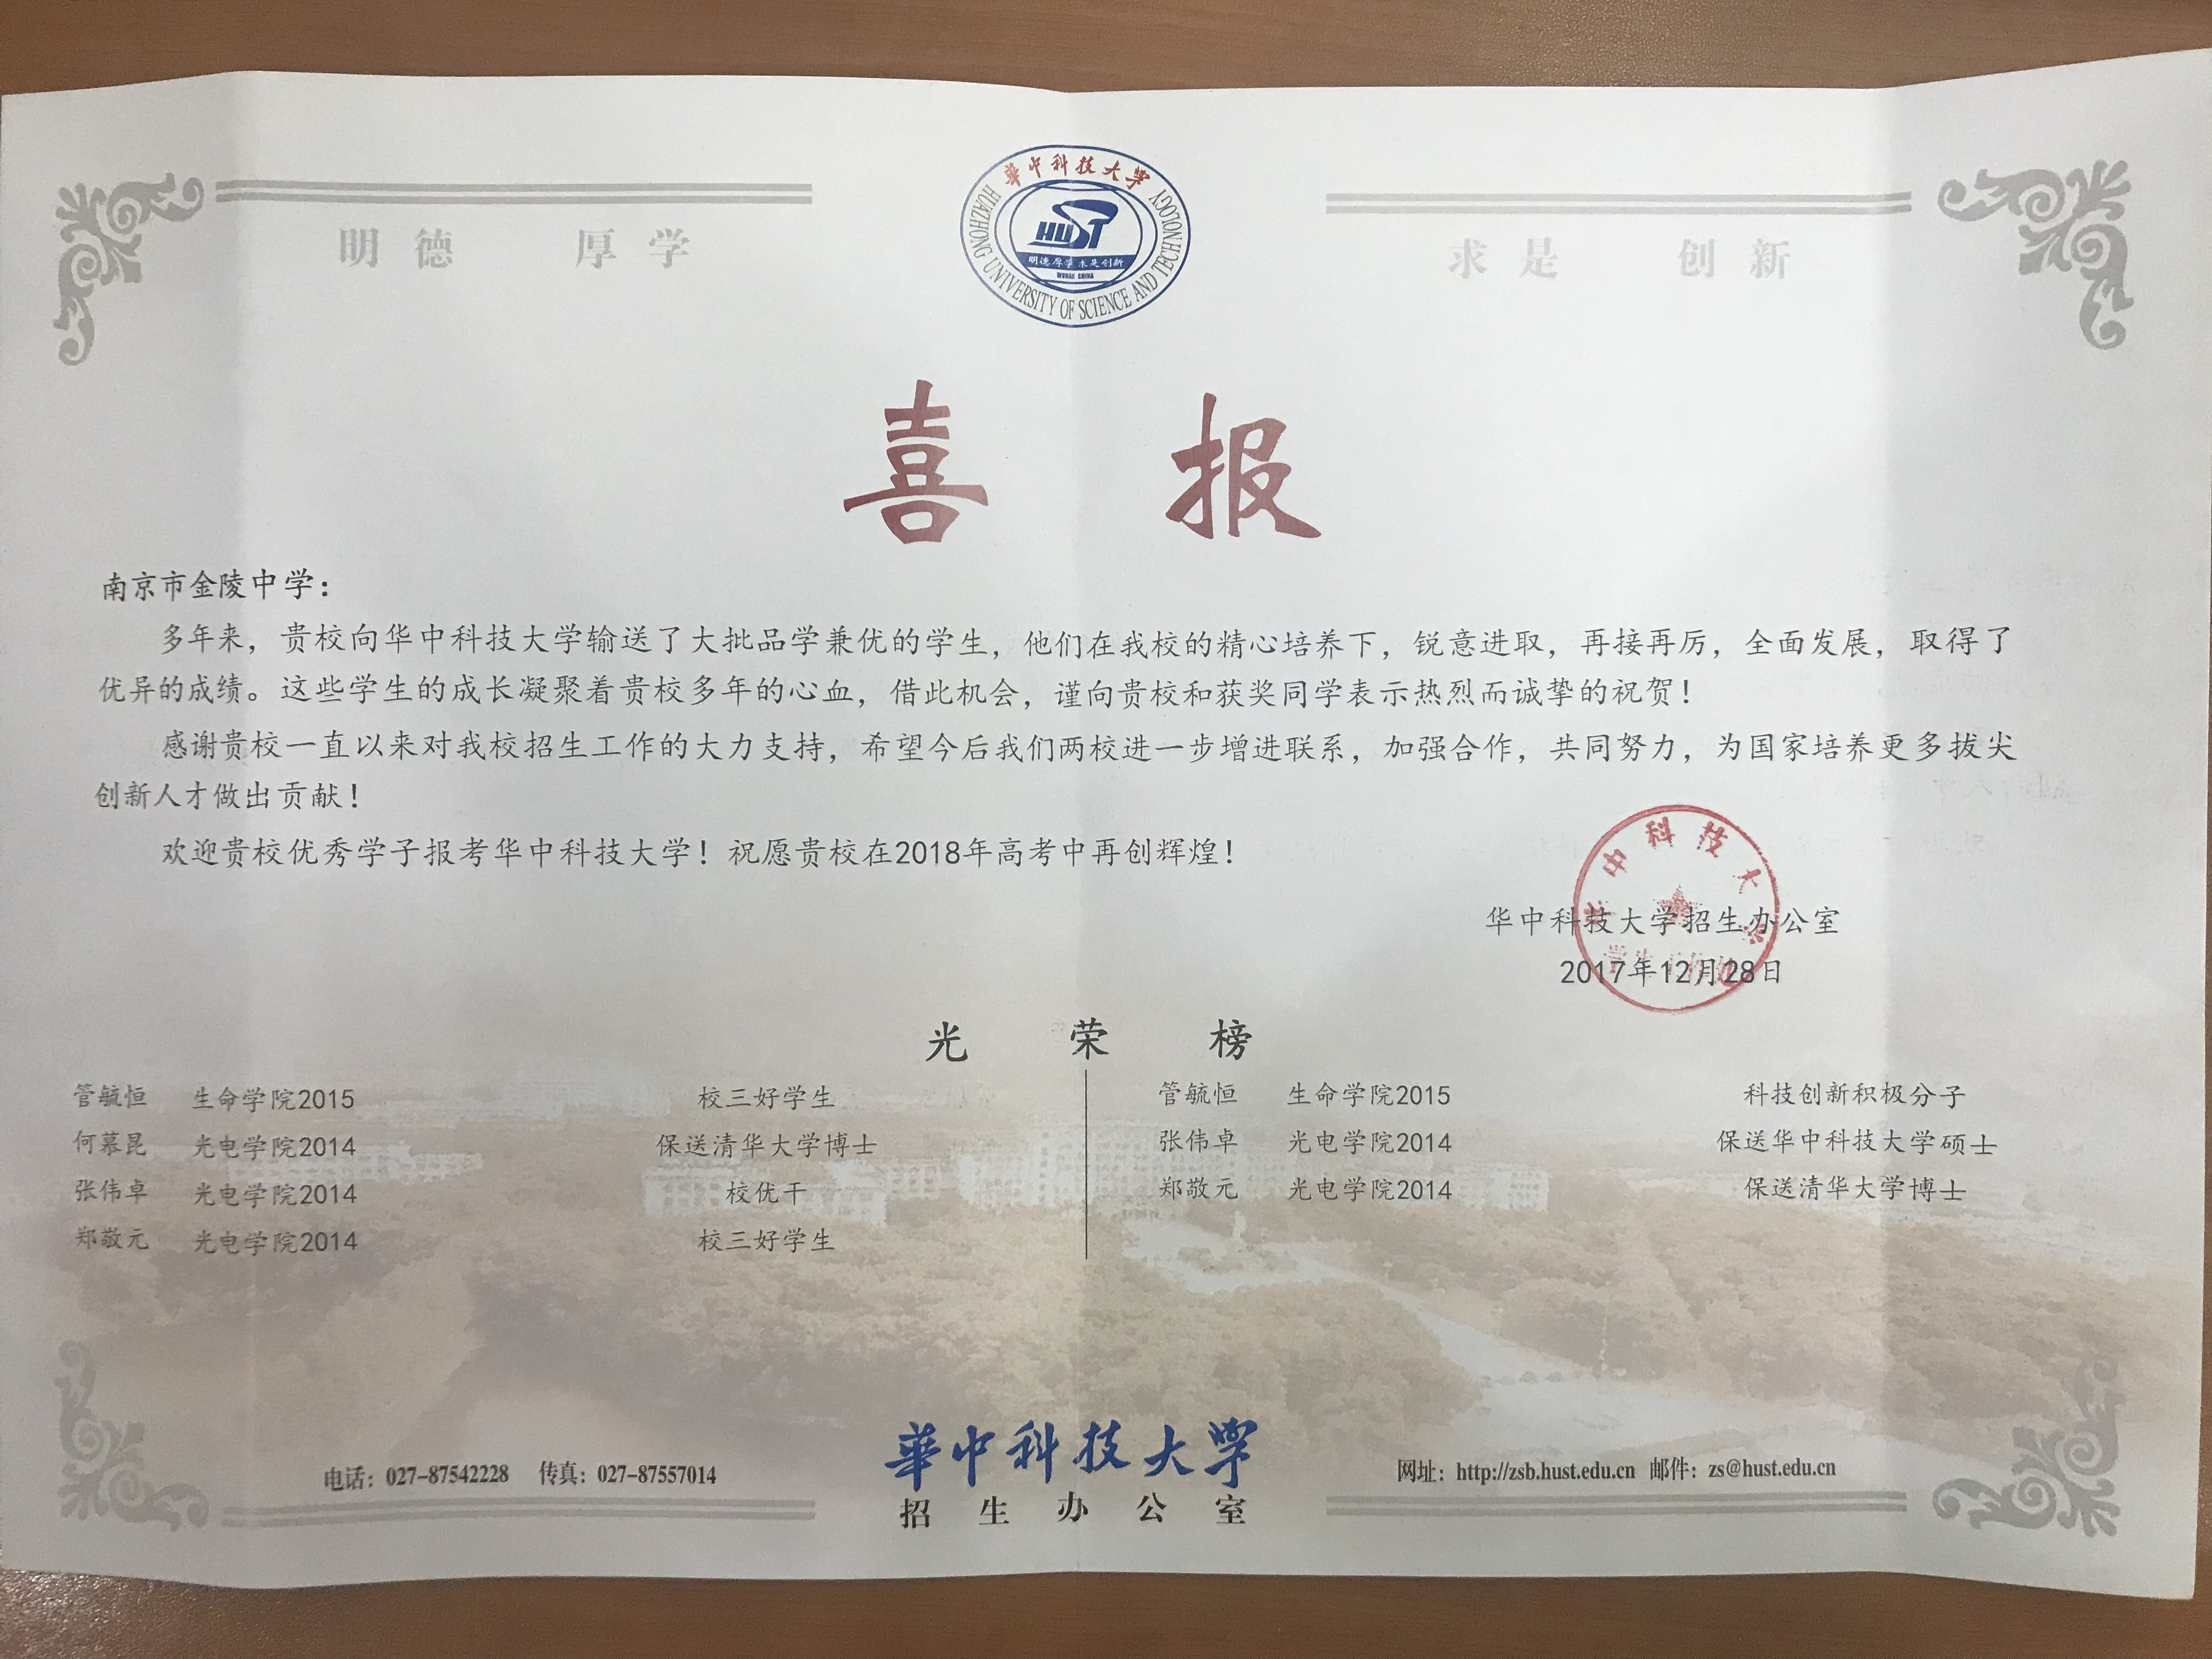 明德 厚学
華中科技大学
HUAZHONG UNIVERSITY OF SCIENCE AND TECHNOLOGY
HUST
明德厚学求是创新
WUHAN CHINA
求是 创新
喜报
南京市金陵中学：
多年来，贵校向华中科技大学输送了大批品学兼优的学生，他们在我校的精心培养下，锐意进取，再接再厉，全面发展，取得了
优异的成绩。这些学生的成长凝聚着贵校多年的心血，借此机会，谨向贵校和获奖同学表示热烈而诚挚的祝贺！
感谢贵校一直以来对我校招生工作的大力支持，希望今后我们两校进一步增进联系，加强合作，共同努力，为国家培养更多拔尖
创新人才做出贡献！
欢迎贵校优秀学子报考华中科技大学！祝愿贵校在2018年高考中再创辉煌！
华中科技大学
华中科技大学招生办公室
2017年12月28日
光荣榜
管毓恒 生命学院2015 校三好学生
何慕昆 光电学院2014 保送清华大学博士
张伟卓 光电学院2014 校优干
郑敬元 光电学院2014 校三好学生
管毓恒 生命学院2015 科技创新积极分子
张伟卓 光电学院2014 保送华中科技大学硕士
郑敬元 光电学院2014 保送清华大学博士
電话：027-87542228 传真：027-87557014
華中科技大学
招生办公室
网址：http://zsb.hust.edu.cn 邮件：zs@hust.edu.cn